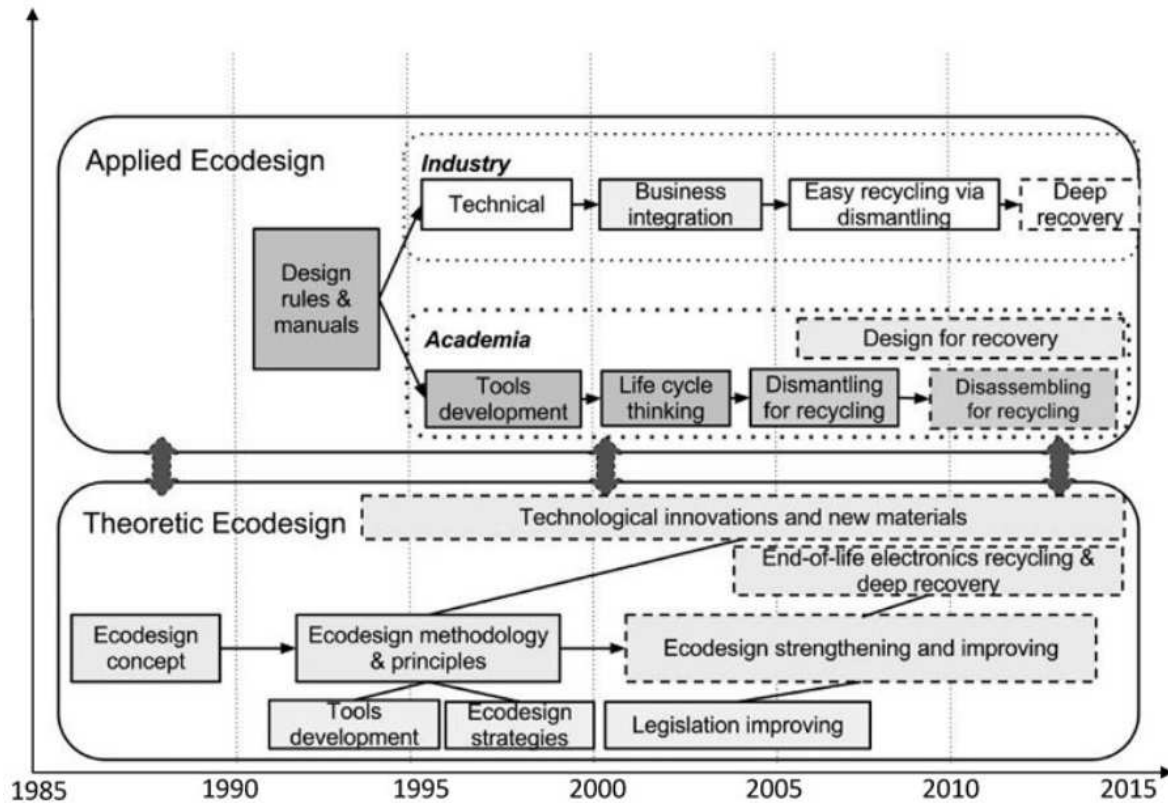 Applied Ecodesign
Industry
Technical
Business
integration
Easy recycling via
dismantling
Deep
recovery
Design
rules &
manuals
Academia
Design for recovery
Tools
development
Life cycle
thinking
Dismantling
for recycling
Disassembling
for recycling
Theoretic Ecodesign
Technological innovations and new materials
End-of-life electronics recycling &
deep recovery
Ecodesign
concept
Ecodesign methodology
& principles
Ecodesign strengthening and improving
Tools
development
Ecodesign
strategies
Legislation improving
1985 1990 1995 2000 2005 2010 2015